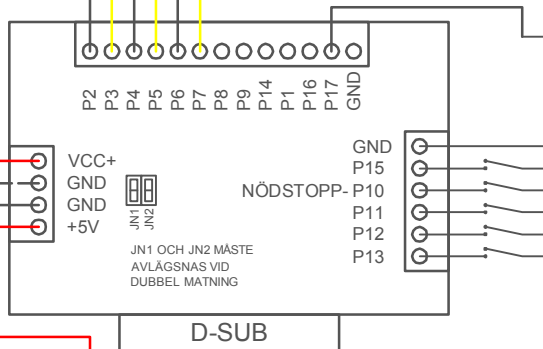 P2
P3
P4
P5
P6
P7
P8
P9
P14
P1
P16
P17
GND
VCC+
GND
GND
+5V
JN1
JN2
JN1 OCH JN2 MÅSTE
AVLÄGSNAS VID
DUBBEL MATNING
GND
P15
NÖDSTOPP- P10
P11
P12
P13
D-SUB